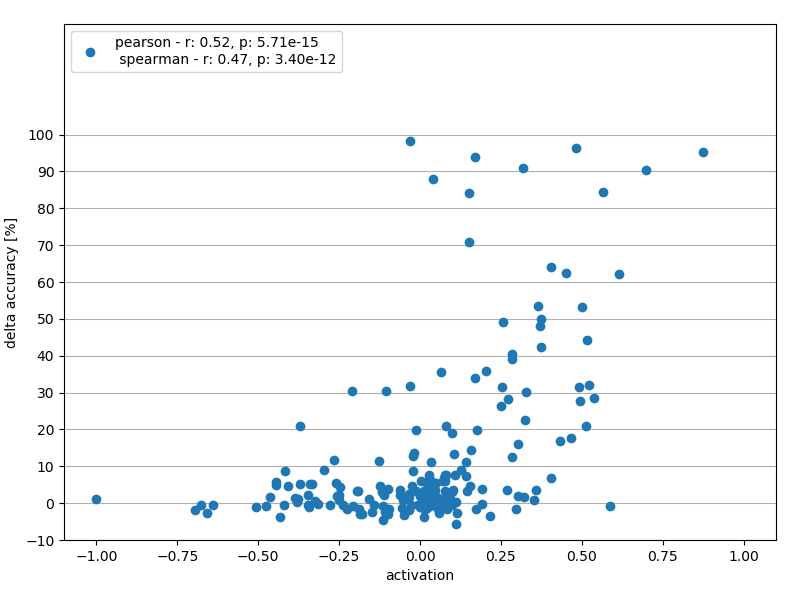 pearson - r: 0.52, p: 5.71e-15
spearman - r: 0.47, p: 3.40e-12
100
90
80
70
60
50
40
30
20
10
0
−10
delta accuracy [%]
−1.00 −0.75 −0.50 −0.25 0.00 0.25 0.50 0.75 1.00
activation